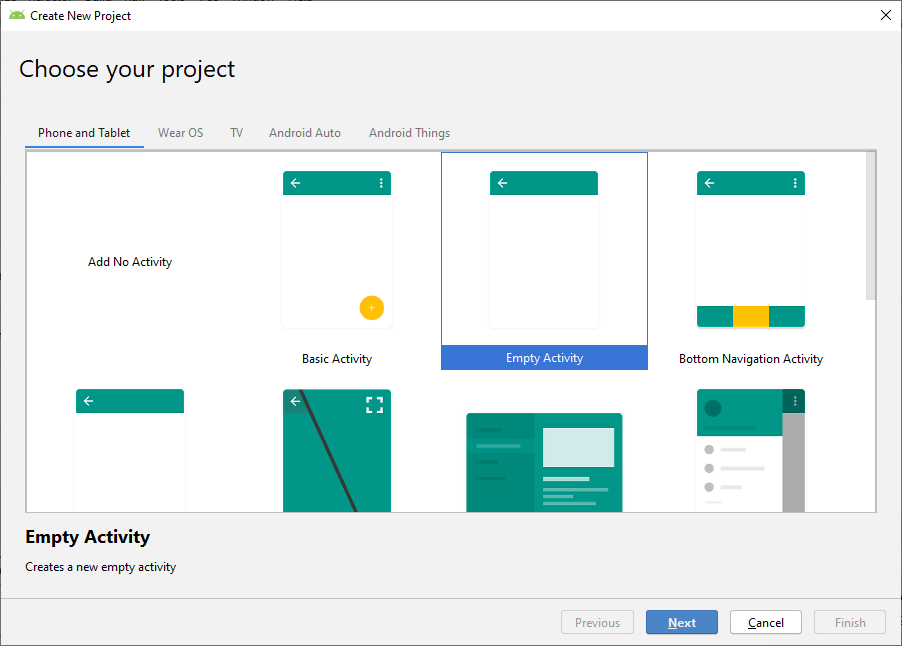 Create New Project
Choose your project
Phone and Tablet
Wear OS
TV
Android Auto
Android Things
Add No Activity
Basic Activity
Empty Activity
Bottom Navigation Activity
Empty Activity
Creates a new empty activity
Previous
Next
Cancel
Finish